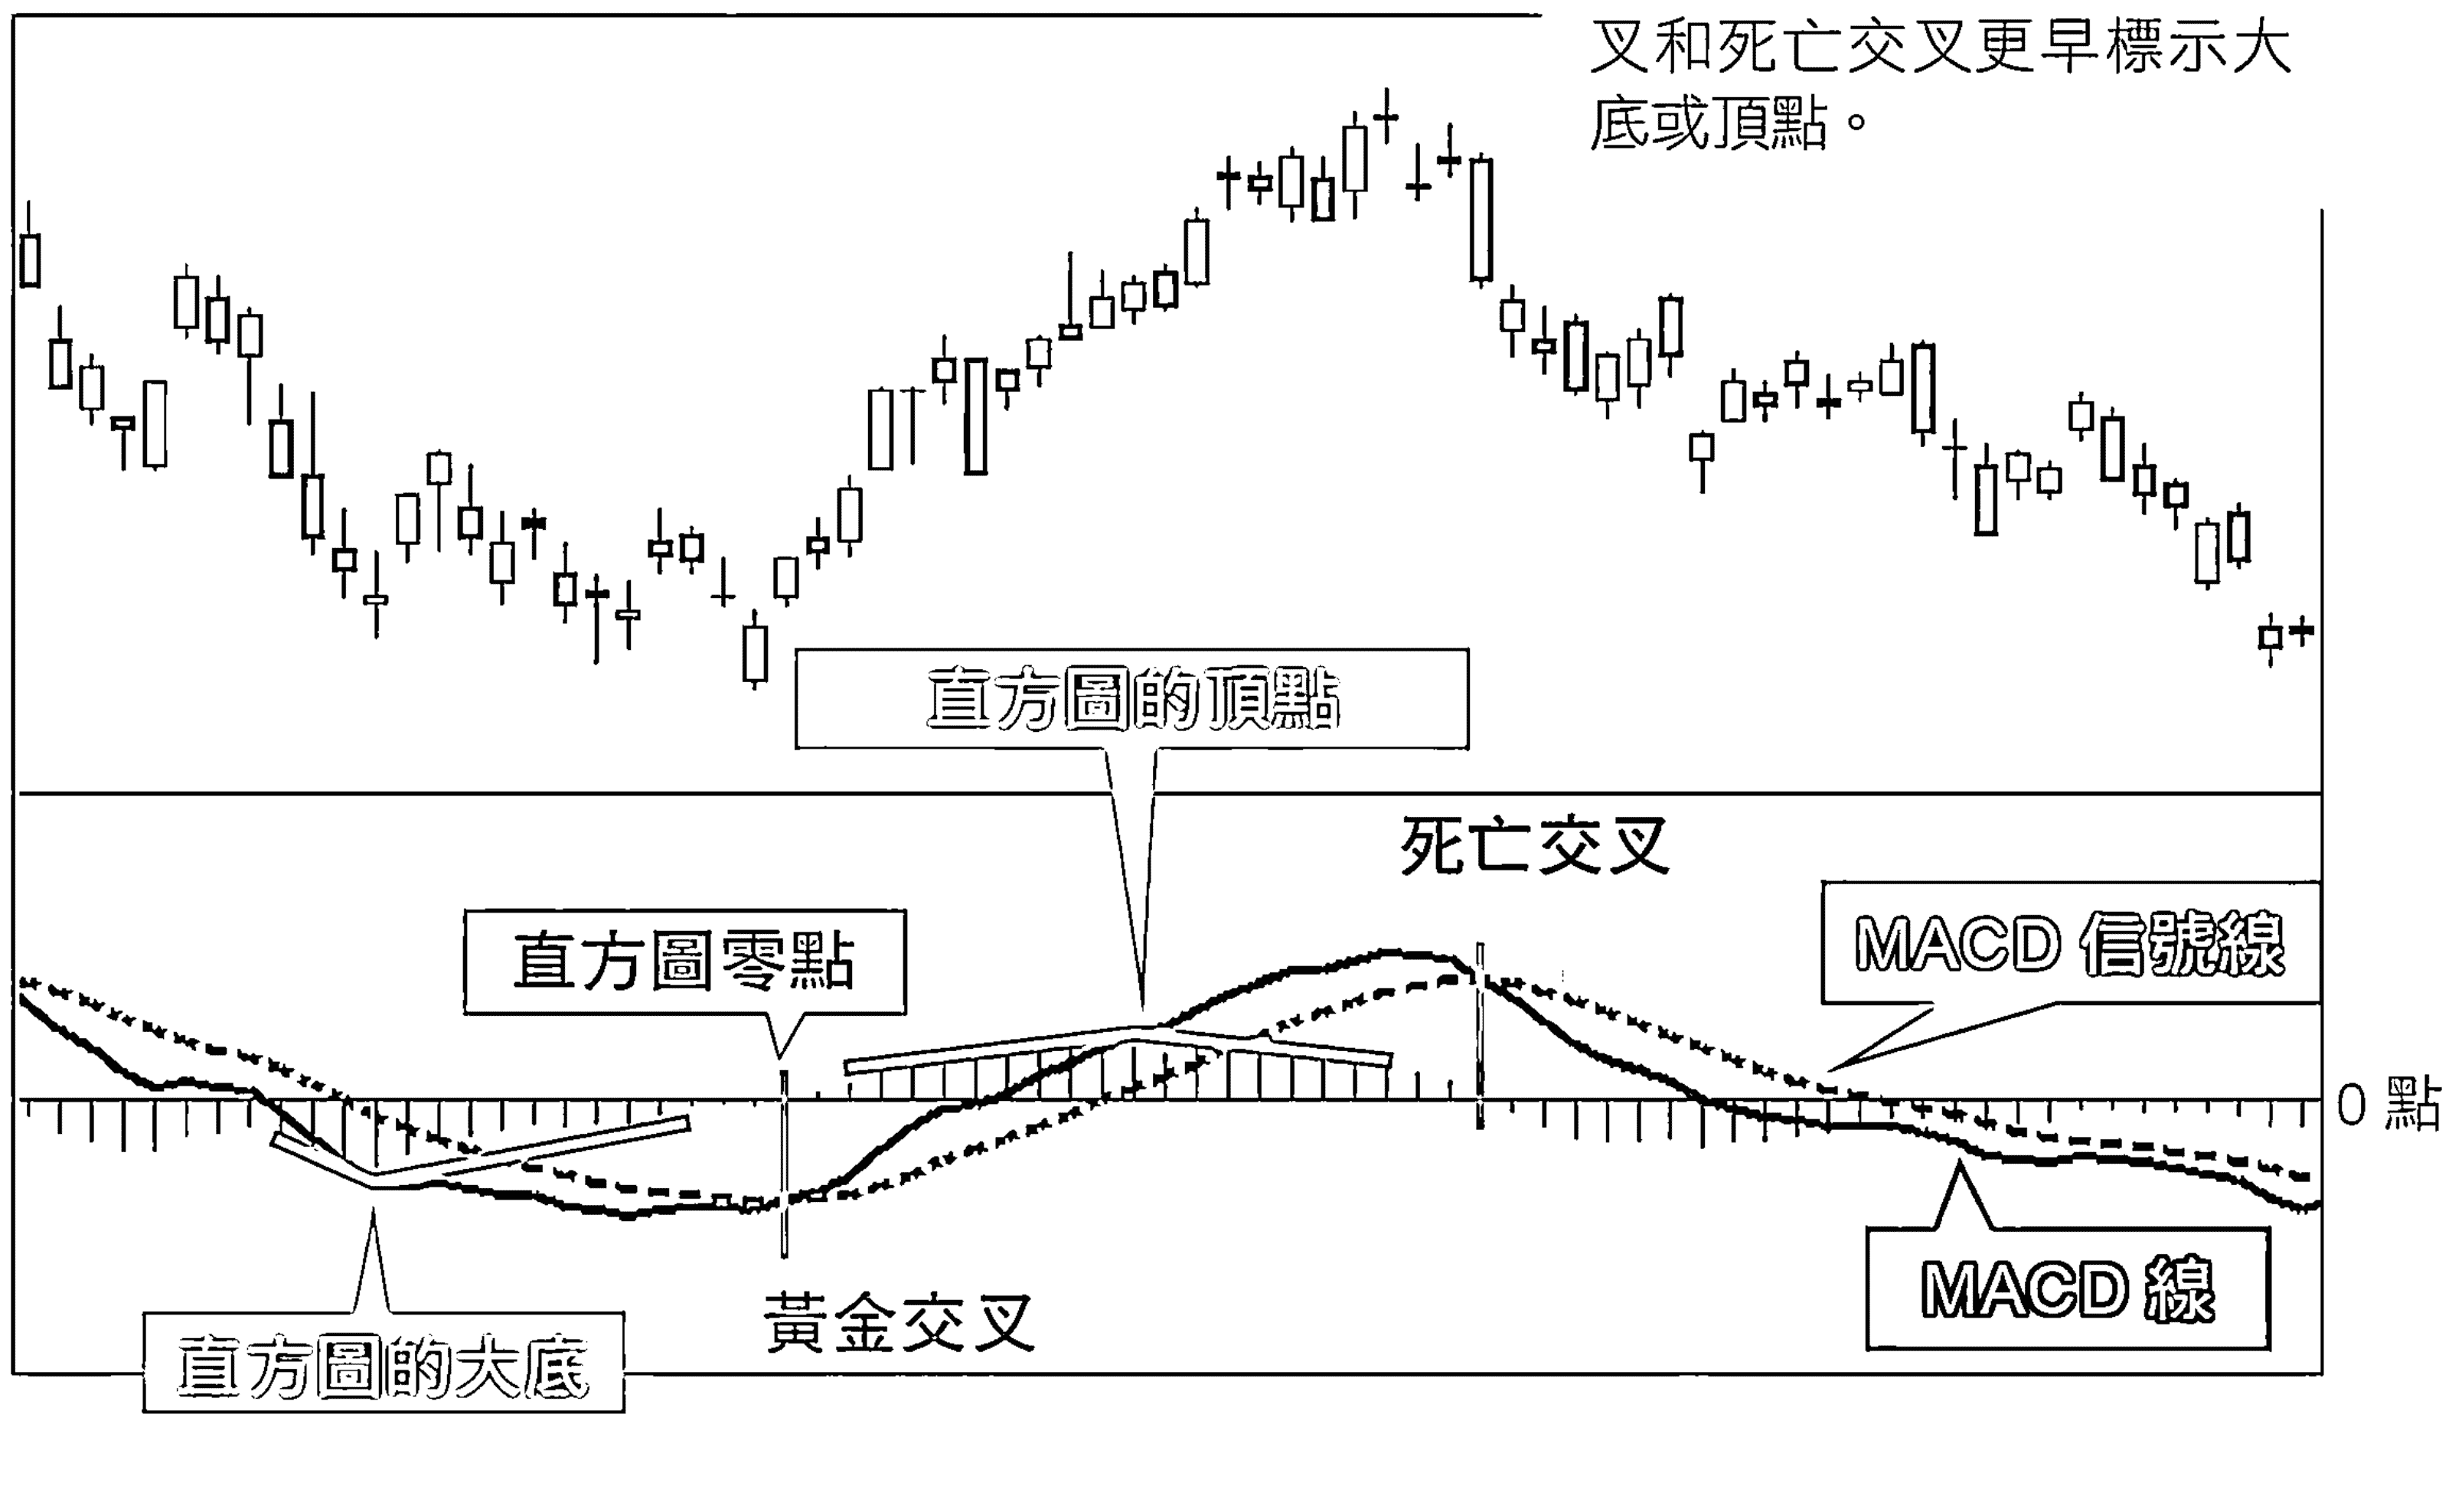 叉和死亡交叉更早標示大
底或頂點。
直方圖的頂點
死亡交叉
直方圖零點
MACD 信號線
0 點
MACD 線
黃金交叉
直方圖的大底